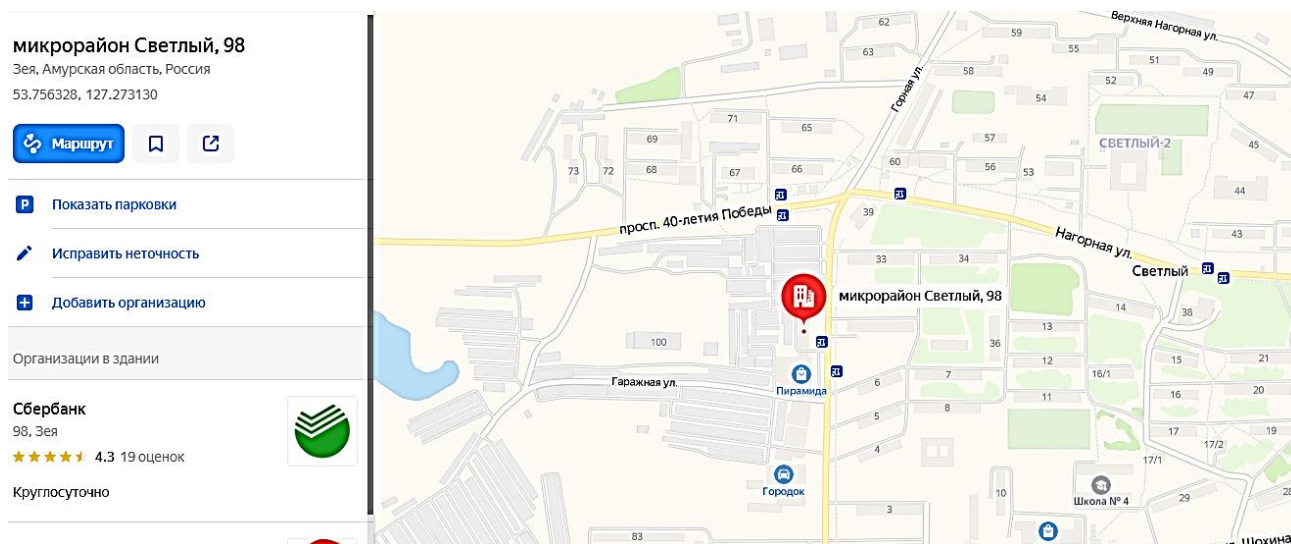 микрорайон Светлый, 98
Зея, Амурская область, Россия
53.756328, 127.273130
Маршрут
P Показать парковки
Исправить неточность
Добавить организацию
Организации в здании
Сбербанк
98, Зея
4.3 19 оценок
Круглосуточно
Верхняя Нагорная ул.
62
59
55
63
51
49
58
52
47
Горная ул.
54
71
65
69
57
СВЕТЛЫЙ-2
45
73
72
68
67
66
60
56
53
44
просп. 40-летия Победы
39
Нагорная ул.
43
33
34
Светлый
микрорайон Светлый, 98
14
38
13
100
36
12
15
21
Гаражная ул.
Пирамида
6
7
16/1
11
16
20
5
8
17
17/2
19
4
17/1
Городок
10
Школа № 4
29
28
3
83
Шохина